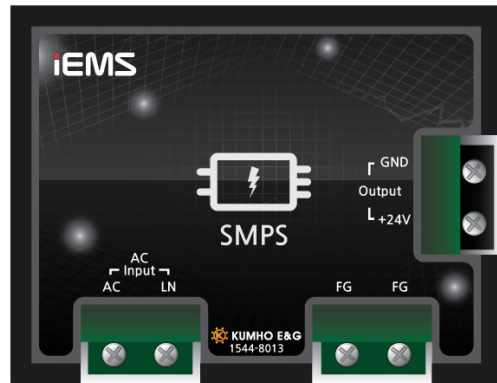 iEMS
GND
Output
+24V
SMPS
AC
Input
AC LN
FG FG
KUMHO E&G
1544-8013